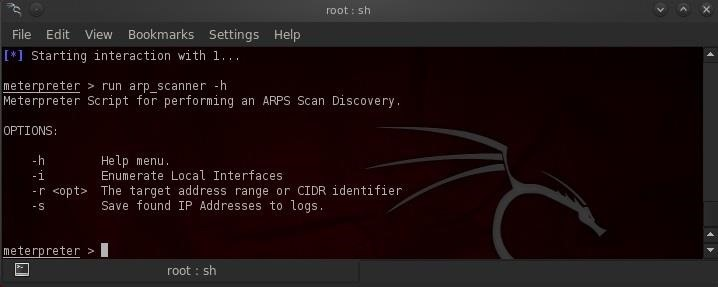 root : sh
File Edit View Bookmarks Settings Help
[*] Starting interaction with 1...
meterpreter > run arp_scanner -h
Meterpreter Script for performing an ARPS Scan Discovery.
OPTIONS:
-h Help menu.
-i Enumerate Local Interfaces
-r <opt> The target address range or CIDR identifier
-s Save found IP Addresses to logs.
meterpreter >
root : sh